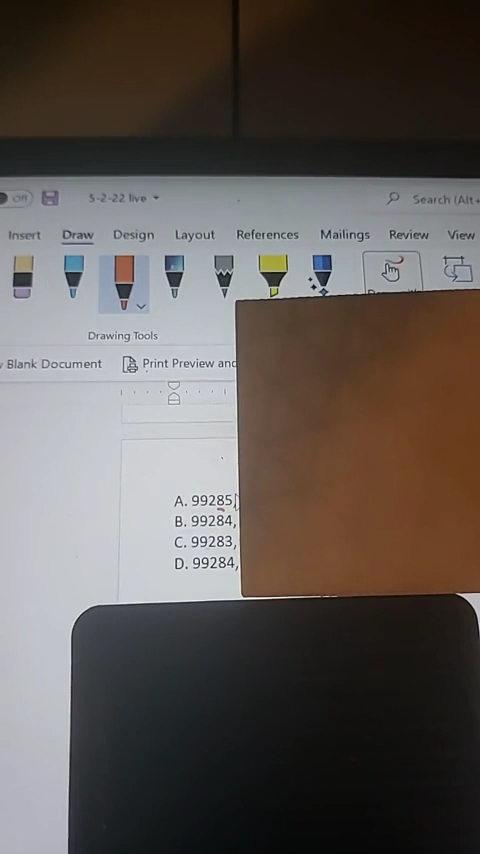 Off 5-2-22 live Search (Alt+
Insert Draw Design Layout References Mailings Review View
Drawing Tools
Blank Document Print Preview and
A. 99285,
B. 99284,
C. 99283,
D. 99284,